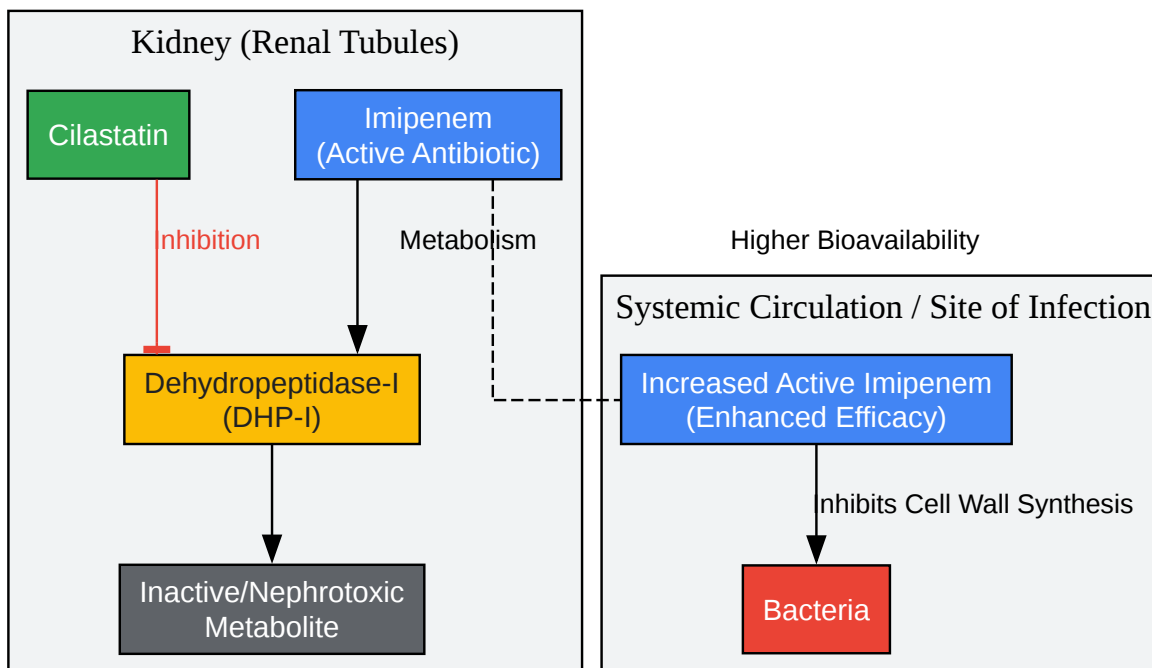 Kidney (Renal Tubules)
Cilastatin
Imipenem
(Active Antibiotic)
Inhibition
Metabolism
Higher Bioavailability
Systemic Circulation / Site of Infection
Dehydropeptidase-I
(DHP-I)
Increased Active Imipenem
(Enhanced Efficacy)
Inhibits Cell Wall Synthesis
Inactive/Nephrotoxic
Metabolite
Bacteria